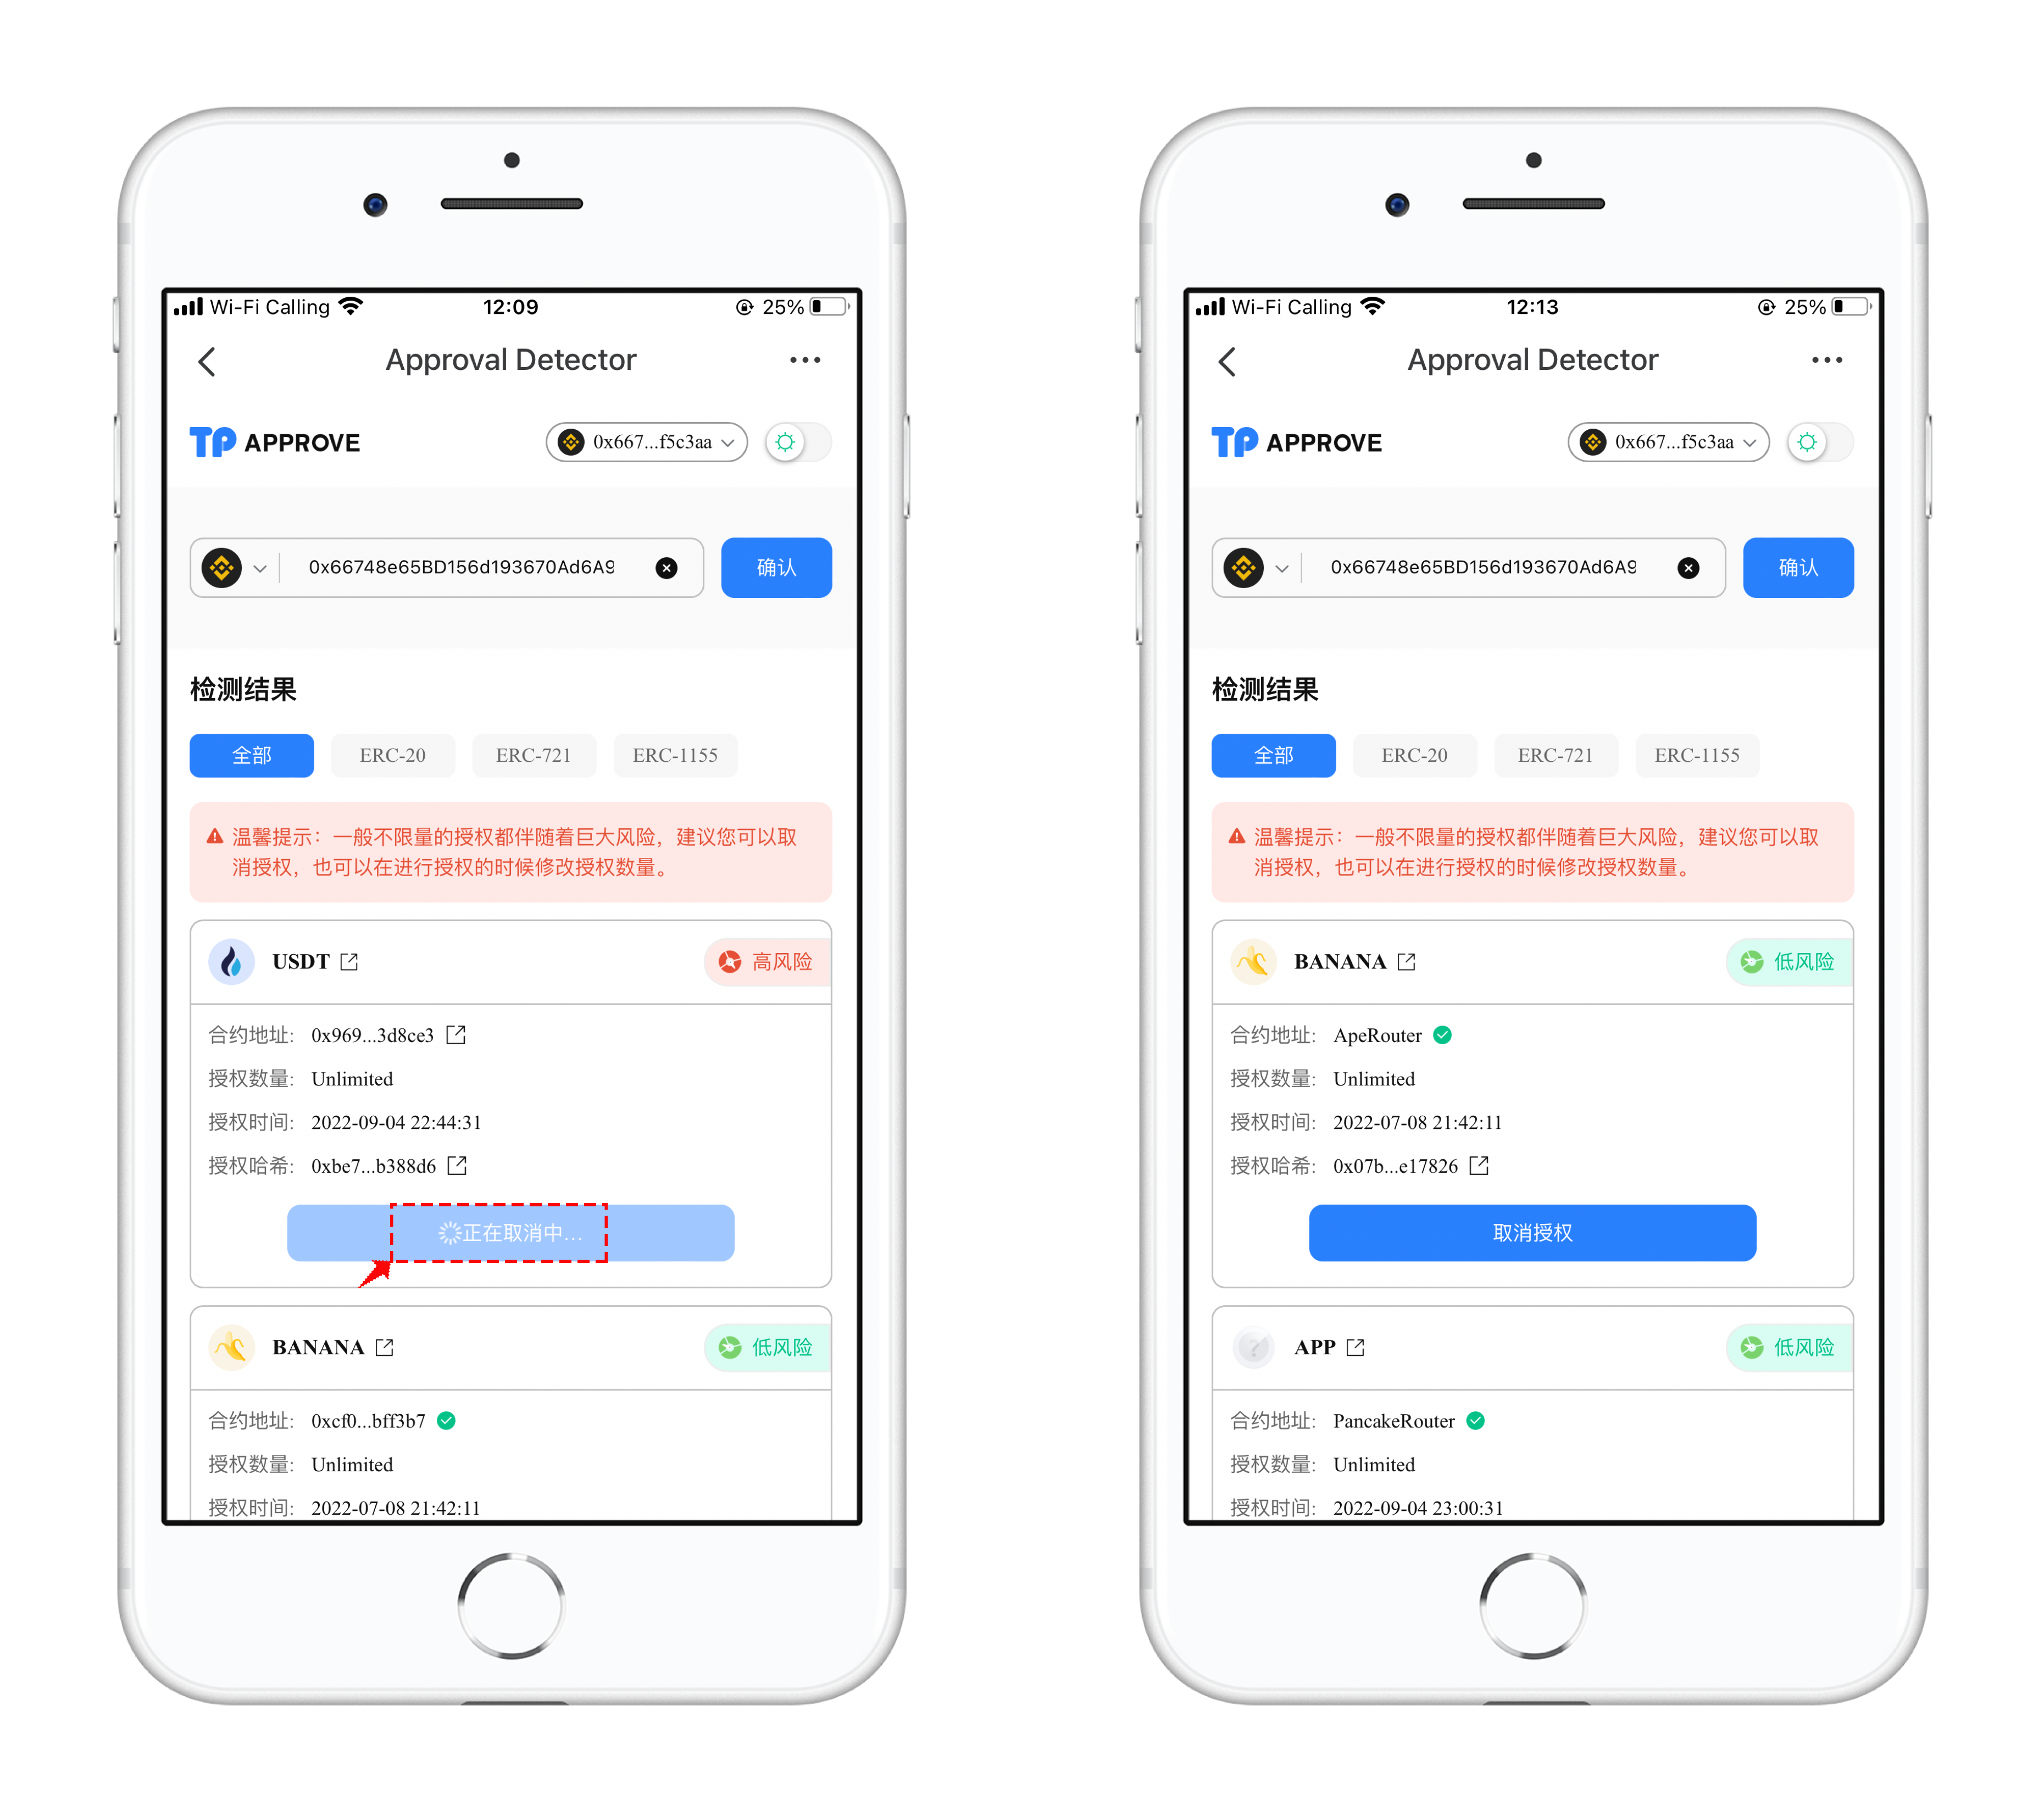 Wi-Fi Calling
12:09
25%
Approval Detector
TP APPROVE
0x667...f5c3aa
0x66748e65BD156d193670Ad6A9
确认
检测结果
全部
ERC-20
ERC-721
ERC-1155
温馨提示：一般不限量的授权都伴随着巨大风险，建议您可以取
消授权，也可以在进行授权的时候修改授权数量。
USDT
高风险
合约地址: 0x969...3d8ce3
授权数量: Unlimited
授权时间: 2022-09-04 22:44:31
授权哈希: 0xbe7...b388d6
正在取消中...
BANANA
低风险
合约地址: 0xcf0...bff3b7
授权数量: Unlimited
授权时间: 2022-07-08 21:42:11
Wi-Fi Calling
12:13
25%
Approval Detector
TP APPROVE
0x667...f5c3aa
0x66748e65BD156d193670Ad6A9
确认
检测结果
全部
ERC-20
ERC-721
ERC-1155
温馨提示：一般不限量的授权都伴随着巨大风险，建议您可以取
消授权，也可以在进行授权的时候修改授权数量。
BANANA
低风险
合约地址: ApeRouter
授权数量: Unlimited
授权时间: 2022-07-08 21:42:11
授权哈希: 0x07b...e17826
取消授权
APP
低风险
合约地址: PancakeRouter
授权数量: Unlimited
授权时间: 2022-09-04 23:00:31